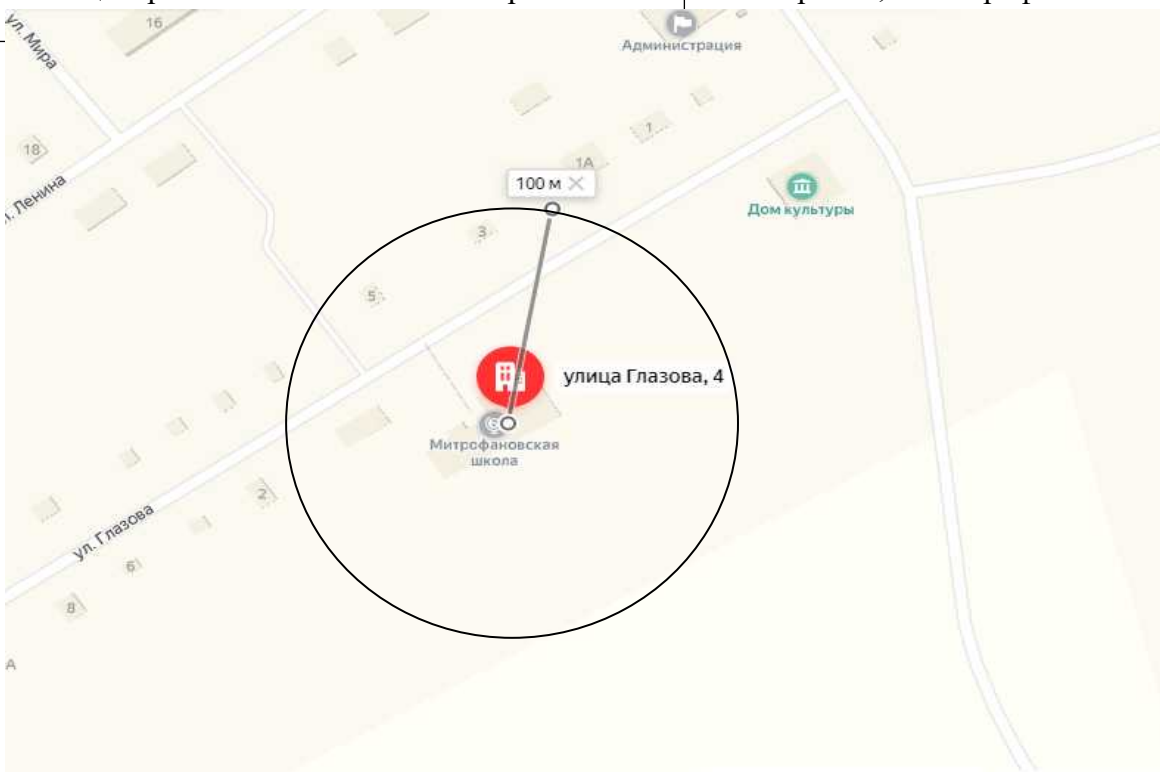 ул. Мира
16
Администрация
18
1
1А
100 м
Ленина
Дом культуры
3
5
улица Глазова, 4
Митрофановская
школа
2
ул. Глазова
6
8
А